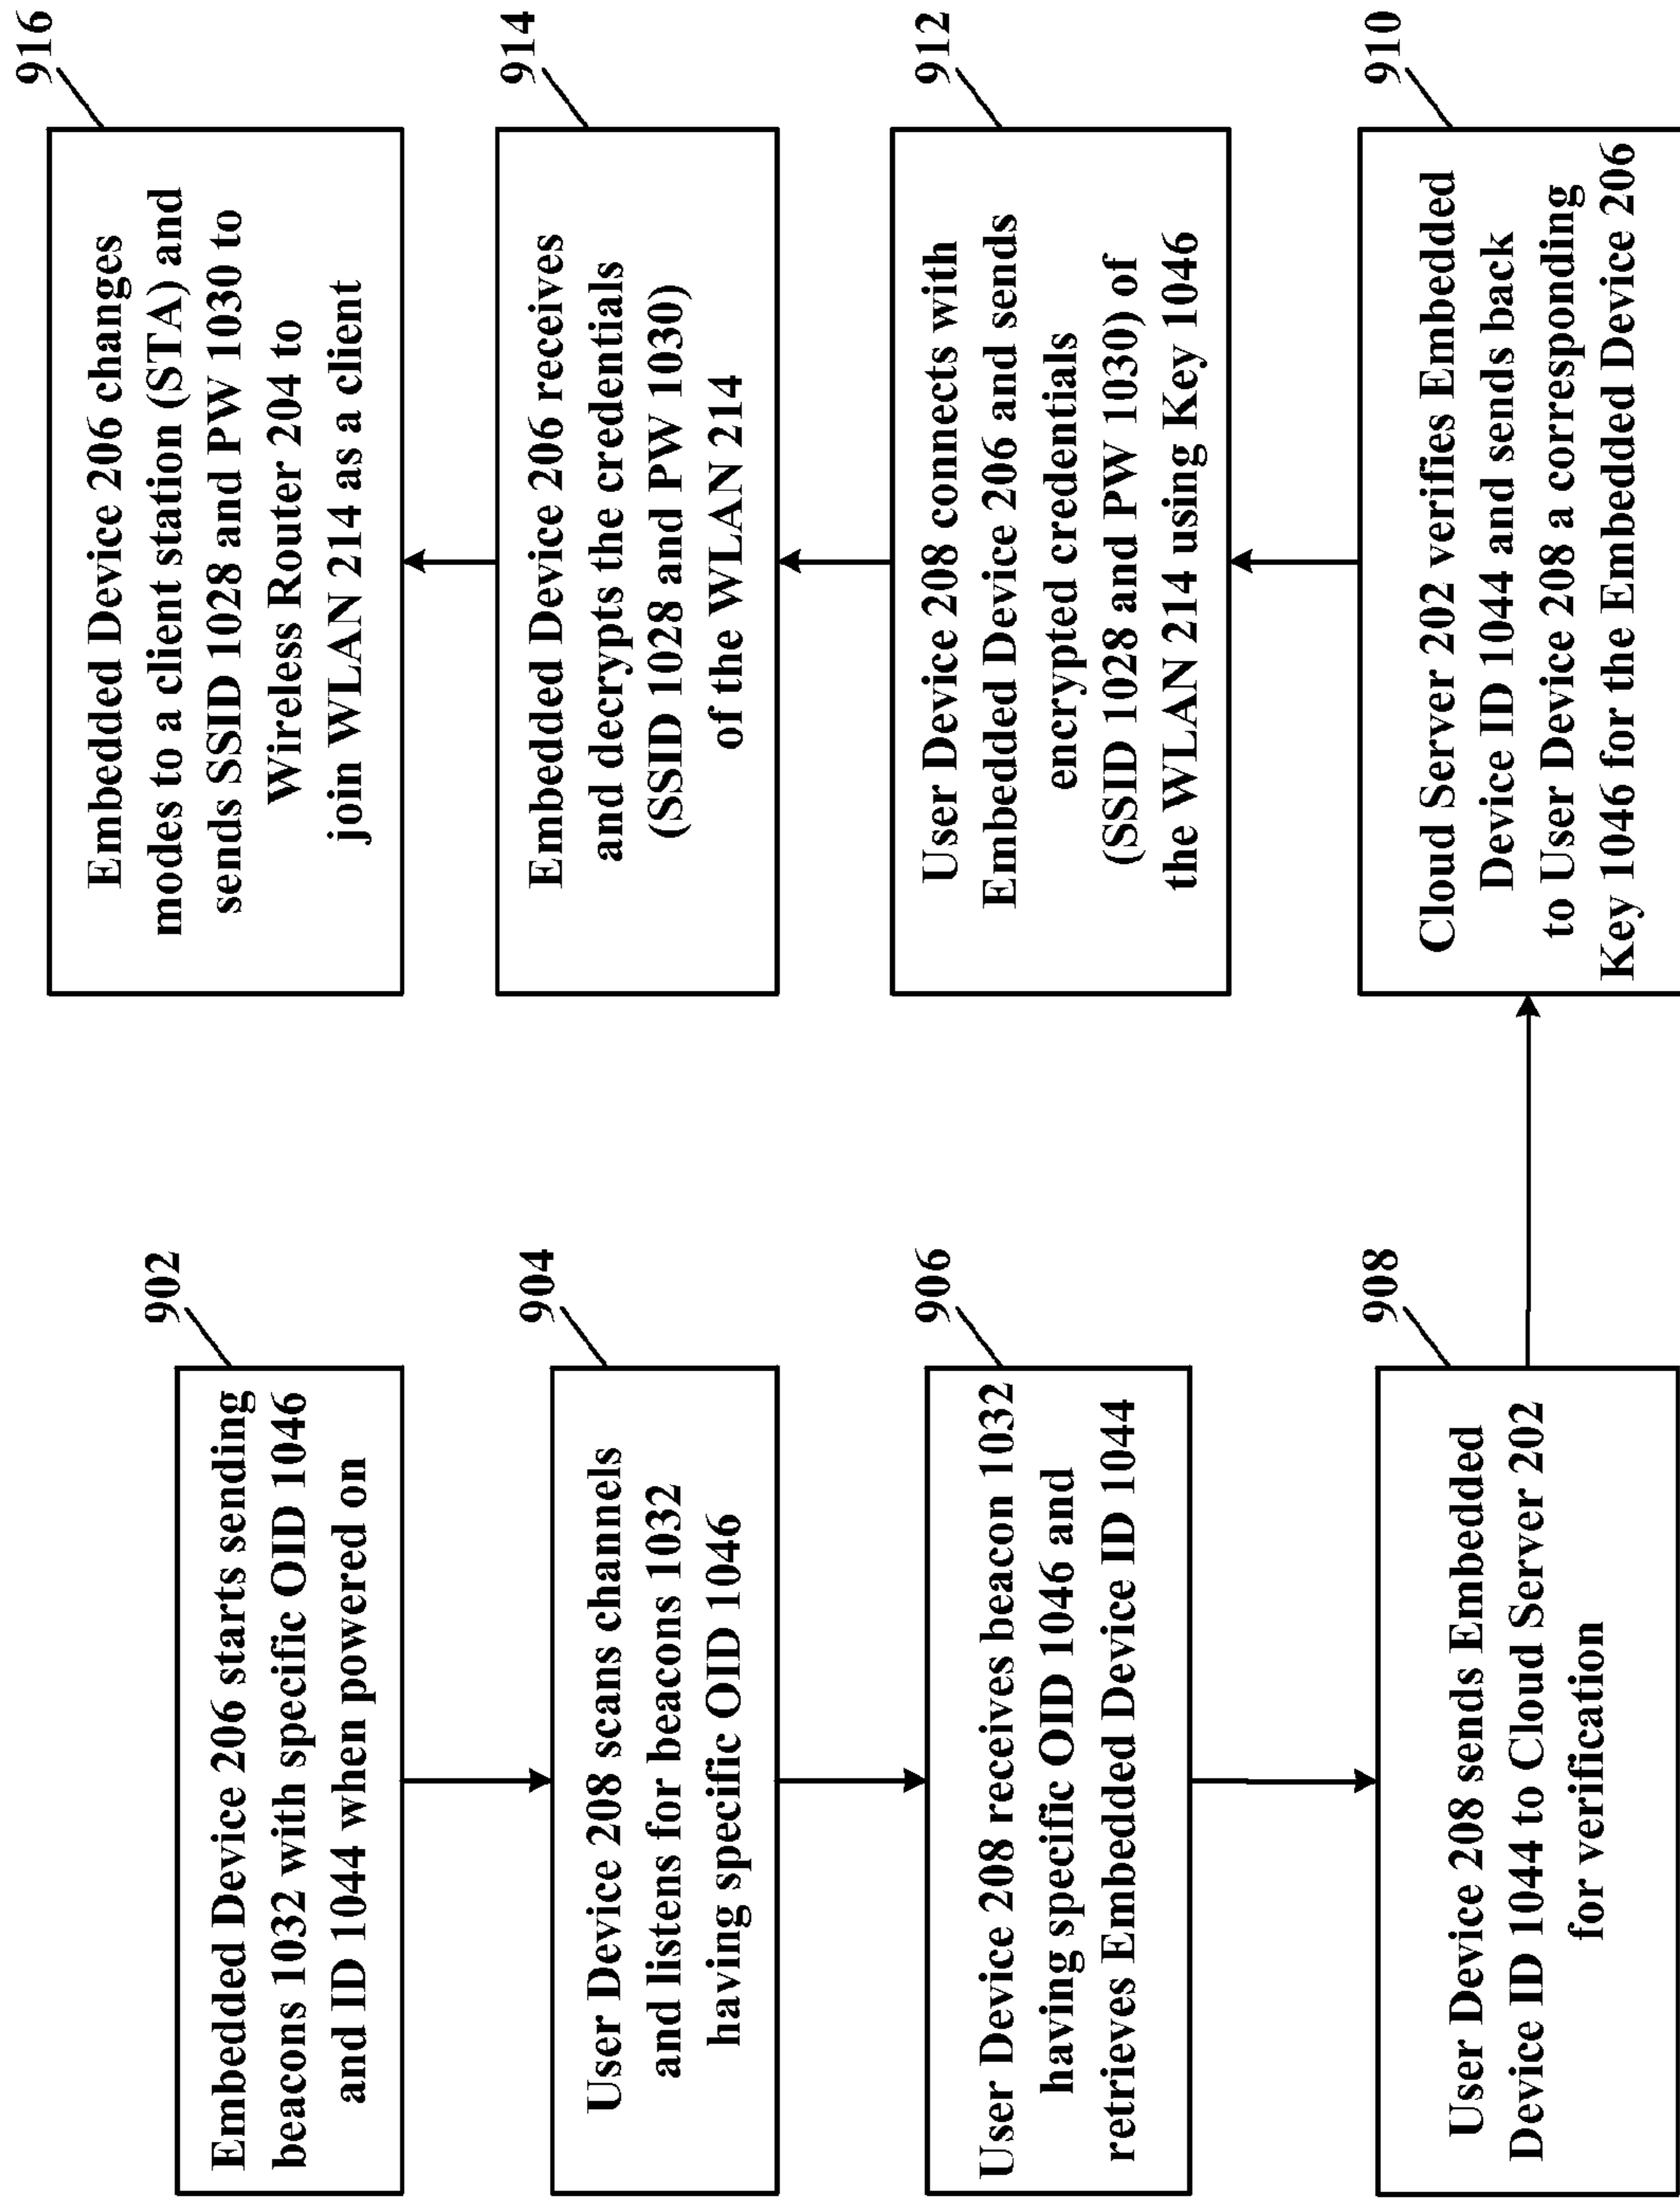 902
Embedded Device 206 starts sending
beacons 1032 with specific OID 1046
and ID 1044 when powered on
904
User Device 208 scans channels
and listens for beacons 1032
having specific OID 1046
906
User Device 208 receives beacon 1032
having specific OID 1046 and
retrieves Embedded Device ID 1044
908
User Device 208 sends Embedded
Device ID 1044 to Cloud Server 202
for verification
910
Cloud Server 202 verifies Embedded
Device ID 1044 and sends back
to User Device 208 a corresponding
Key 1046 for the Embedded Device 206
912
User Device 208 connects with
Embedded Device 206 and sends
encrypted credentials
(SSID 1028 and PW 1030) of
the WLAN 214 using Key 1046
914
Embedded Device 206 receives
and decrypts the credentials
(SSID 1028 and PW 1030)
of the WLAN 214
916
Embedded Device 206 changes
modes to a client station (STA) and
sends SSID 1028 and PW 1030 to
Wireless Router 204 to
join WLAN 214 as a client